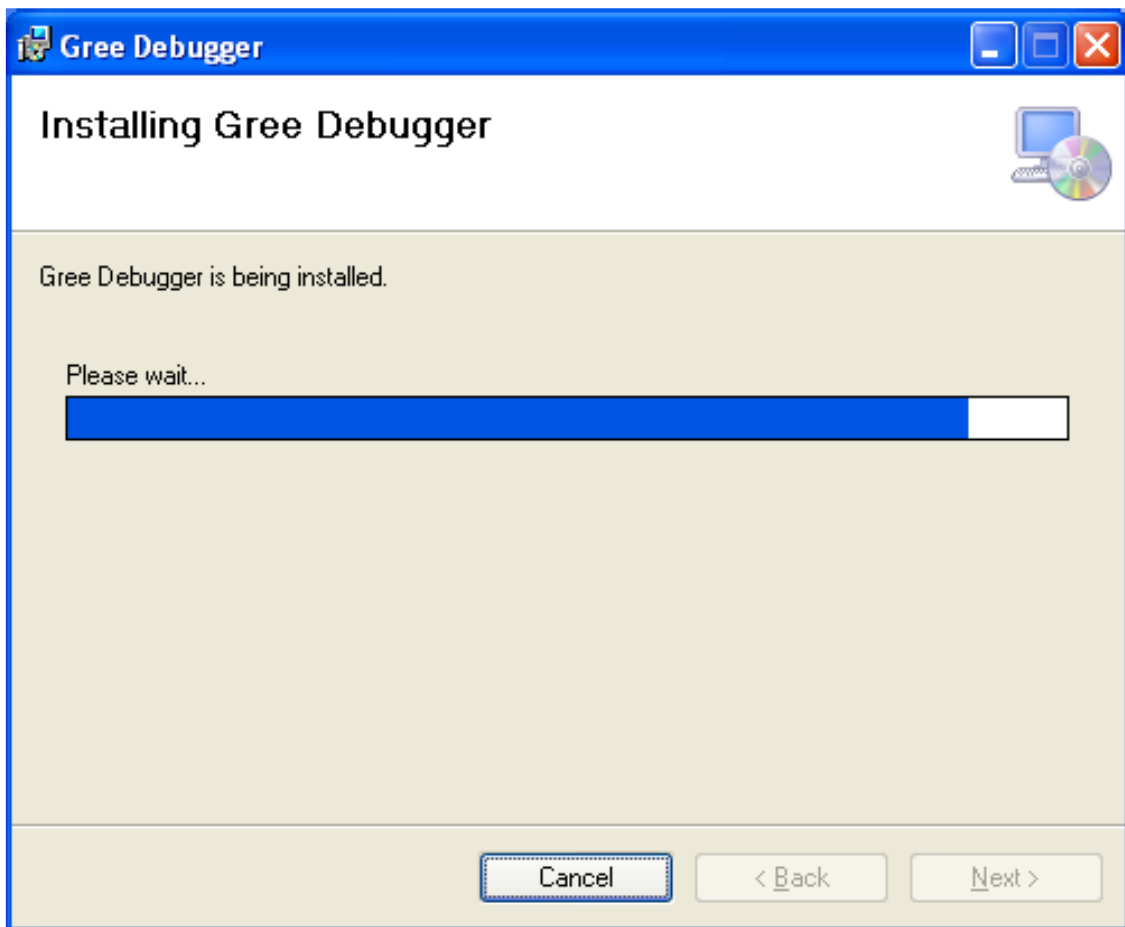 Gree Debugger
Installing Gree Debugger
Gree Debugger is being installed.
Please wait...
Cancel
< Back
Next >